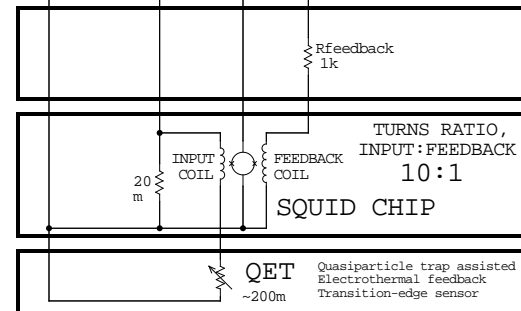 Rfeedback
1k
TURNS RATIO,
INPUT:FEEDBACK
10:1
INPUT
COIL
FEEDBACK
COIL
20
m
SQUID CHIP
QET
~200m
Quasiparticle trap assisted
Electrothermal feedback
Transition-edge sensor